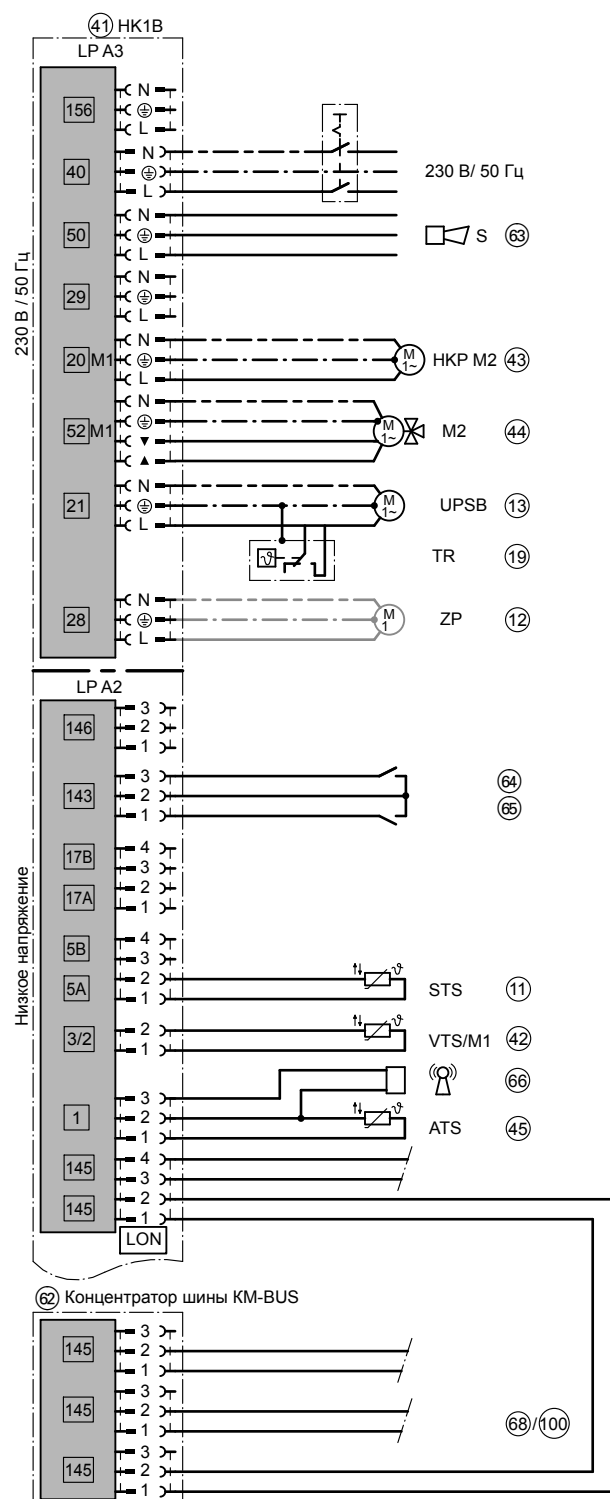 41 HK1B
LP A3
230 В / 50 Гц
156 N
L
40 N
L 230 В/ 50 Гц
50 N
L S 63
29 N
L
20 M1 N
L M 1~ HKP M2 43
52 M1 N
▼
▲ M 1~ M2 44
21 N
L M 1~ UPSB 13
ϑ TR 19
28 N
L M 1 ZP 12
LP A2
Низкое напряжение
146 3
2
1
143 3 64
2
1 65
17B 4
3
17A 2
1
5B 4
3
5A 2 ϑ
1 STS 11
3/2 2 ϑ
1 VTS/M1 42
66
1 3
2 ϑ
1 ATS 45
145 4
3
145 2
1
LON
62 Концентратор шины KM-BUS
145 3
2
1
145 3
2
1 68/100
145 3
2
1